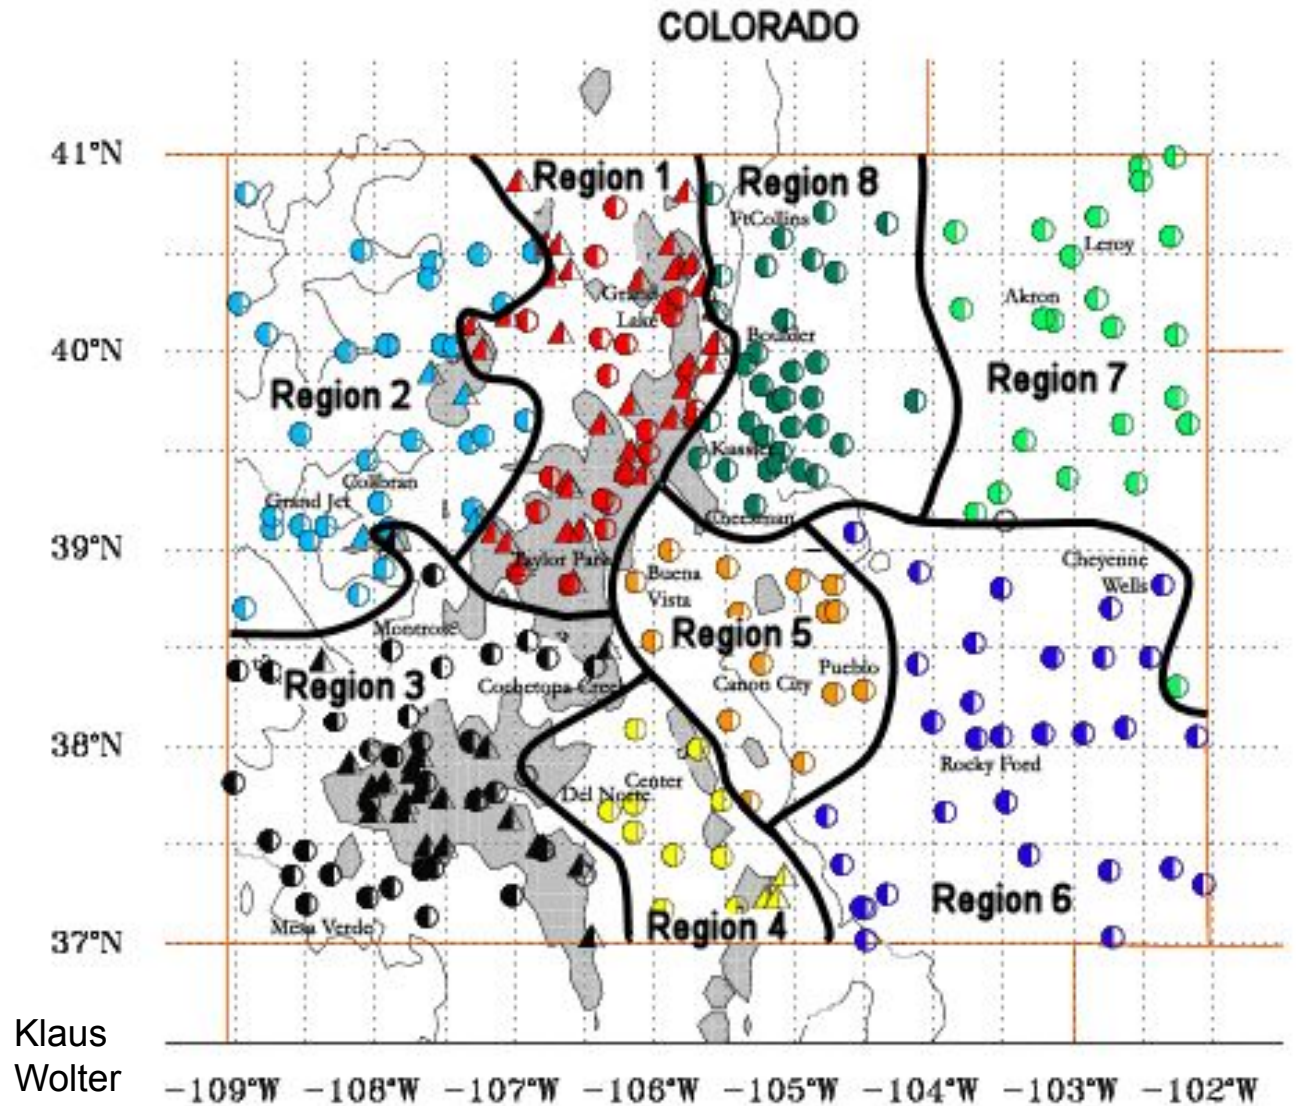 COLORADO
41°N
Region 1
Region 8
FtCollins
Leroy
Grand
Lake
Akron
40°N
Boulder
Region 2
Region 7
Kassler
Collbran
Grand Jct
Cheesman
39°N
Taylor Park
Buena
Vista
Cheyenne
Wells
Montrose
Region 5
Region 3
Cochetopa Creek
Canon City
Pueblo
38°N
Rocky Ford
Del Norte
Center
Mesa Verde
Region 4
Region 6
37°N
Klaus
Wolter
-109°W -108°W -107°W -106°W -105°W -104°W -103°W -102°W